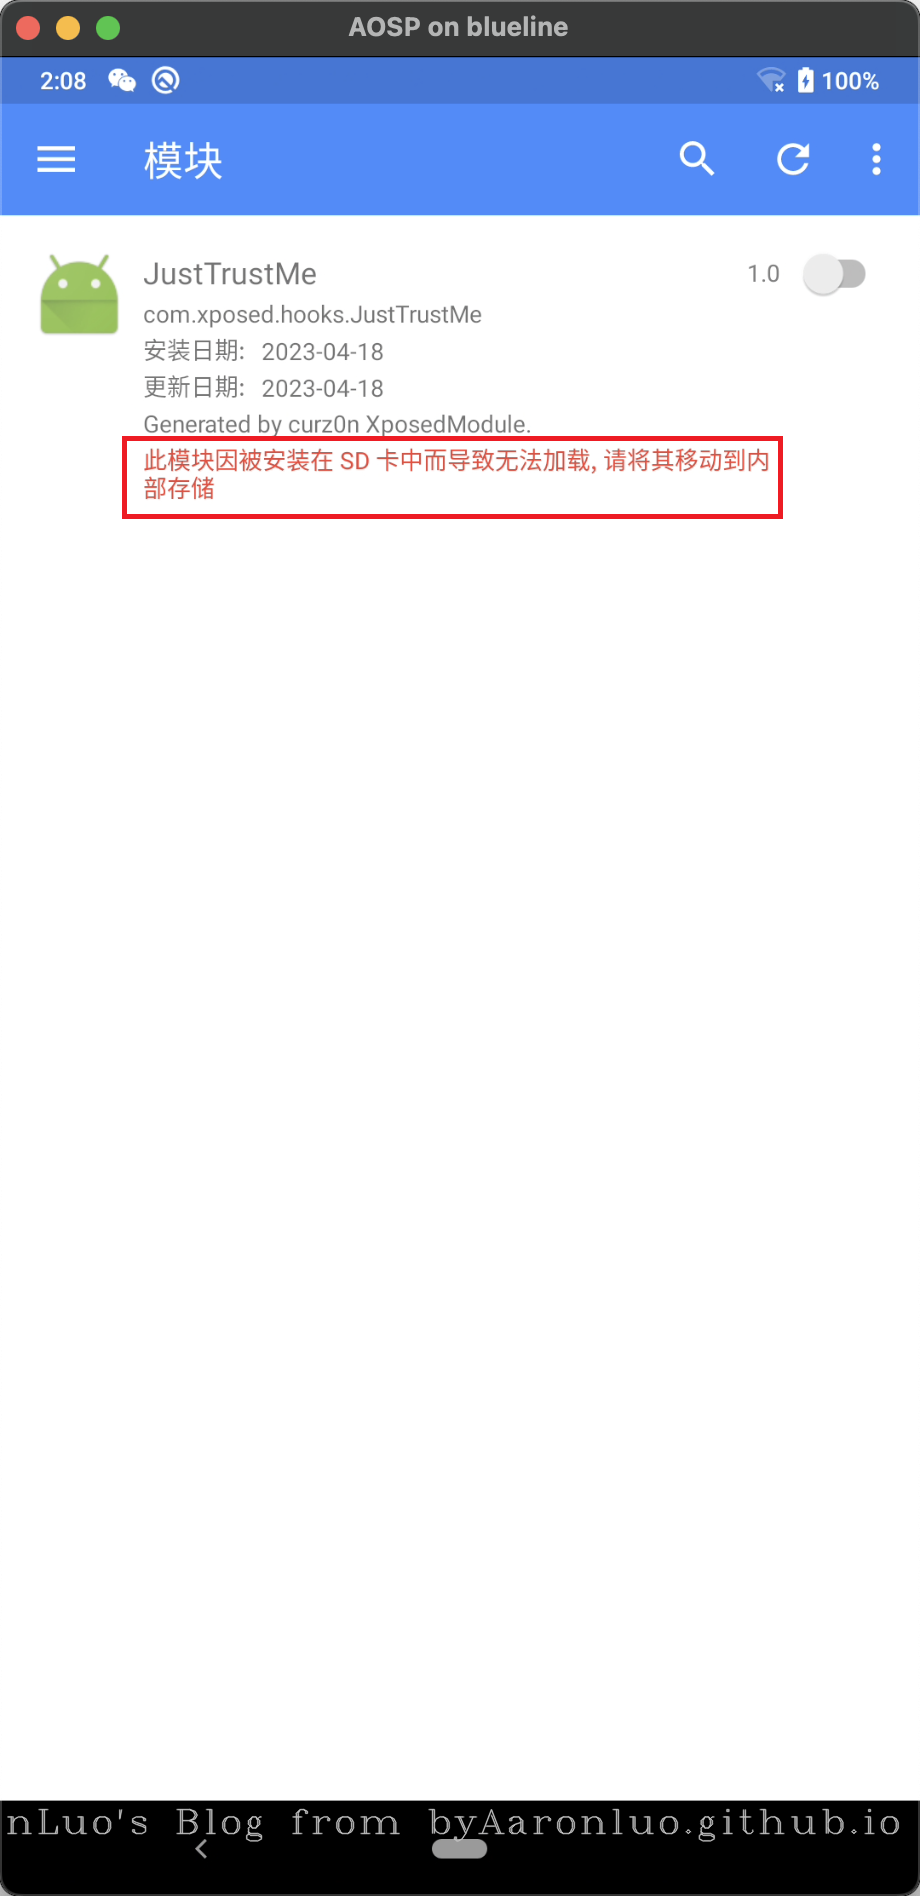 AOSP on blueline
2:08 100%
模块
JustTrustMe 1.0
com.xposed.hooks.JustTrustMe
安装日期: 2023-04-18
更新日期: 2023-04-18
Generated by curz0n XposedModule.
此模块因被安装在 SD 卡中而导致无法加载, 请将其移动到内
部存储
nLuo's Blog from byAaronluo.github.io